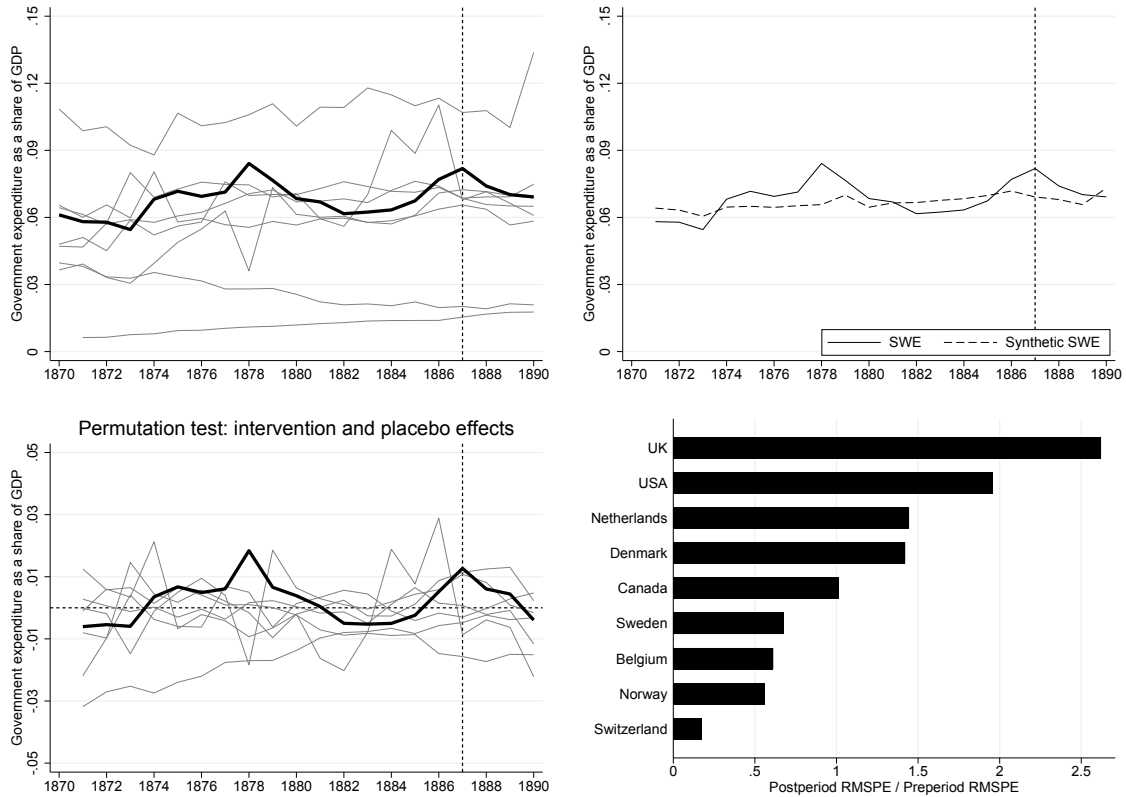 Government expenditure as a share of GDP
.15
.12
.09
.06
.03
0
1870 1872 1874 1876 1878 1880 1882 1884 1886 1888 1890
Government expenditure as a share of GDP
.15
.12
.09
.06
.03
0
SWE Synthetic SWE
1870 1872 1874 1876 1878 1880 1882 1884 1886 1888 1890
Permutation test: intervention and placebo effects
Government expenditure as a share of GDP
.05
.03
.01
-.01
-.03
-.05
1870 1872 1874 1876 1878 1880 1882 1884 1886 1888 1890
UK
USA
Netherlands
Denmark
Canada
Sweden
Belgium
Norway
Switzerland
0 .5 1 1.5 2 2.5
Postperiod RMSPE / Preperiod RMSPE